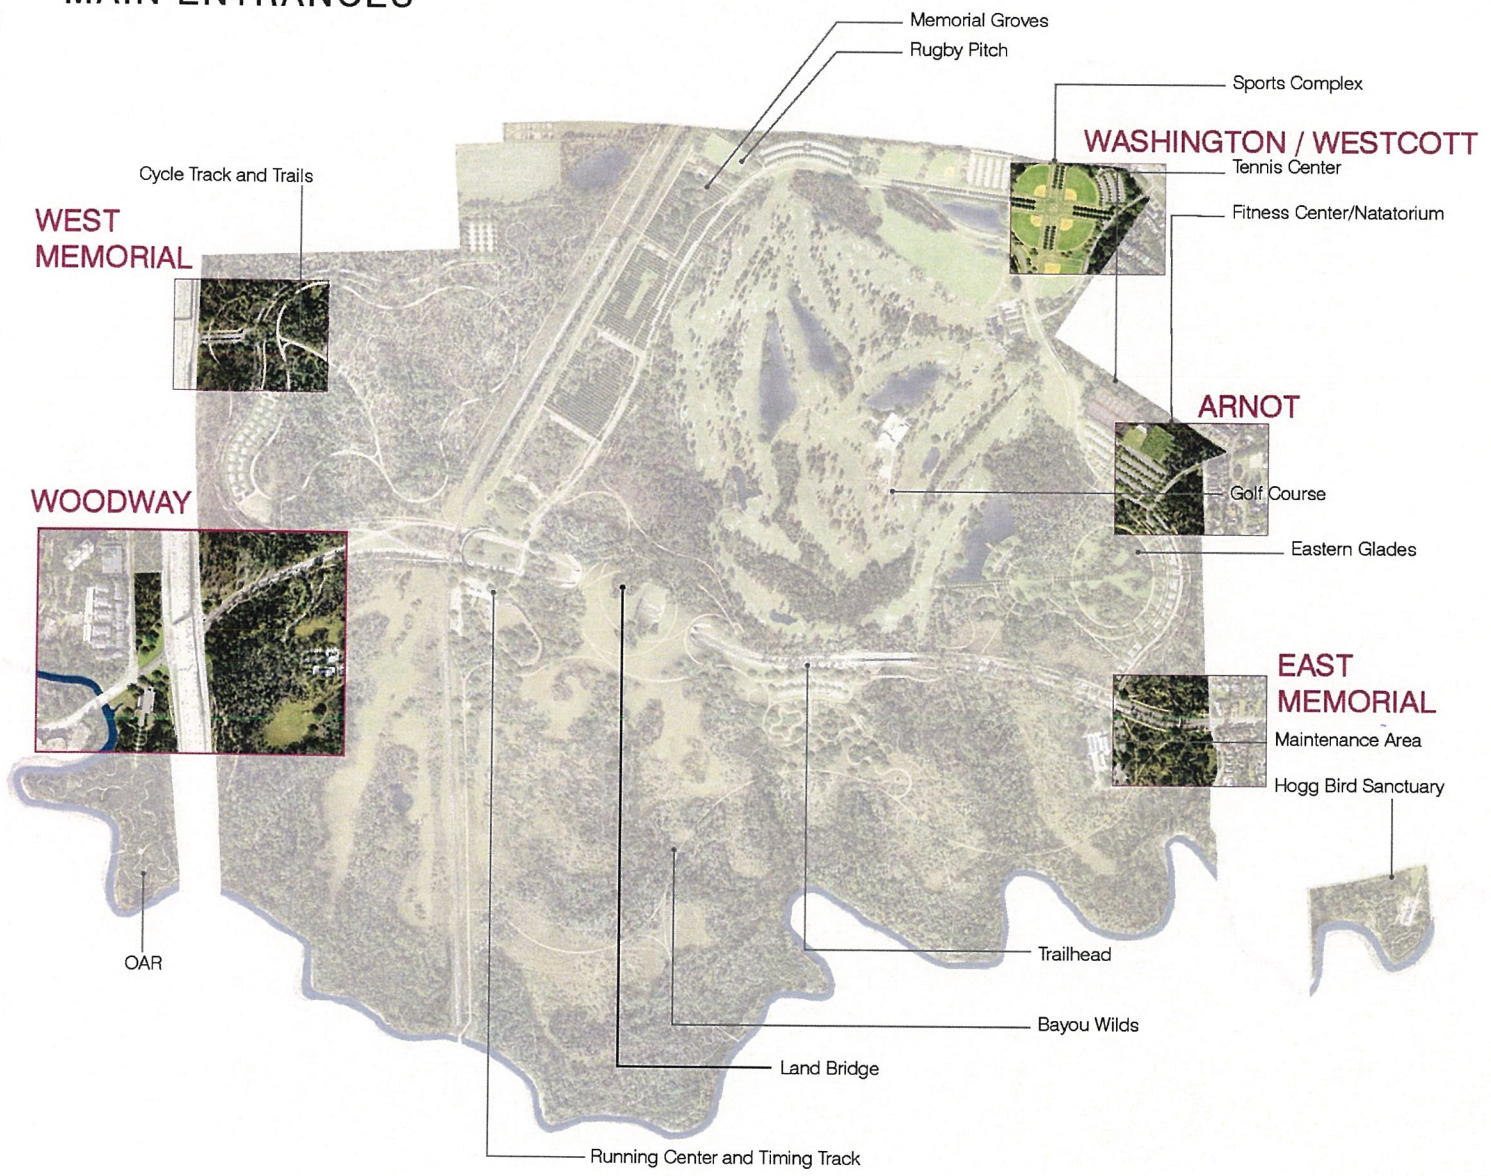 MAIN ENTRANCES
Memorial Groves
Rugby Pitch
Sports Complex
WASHINGTON / WESTCOTT
Tennis Center
Cycle Track and Trails
Fitness Center/Natatorium
WEST
MEMORIAL
ARNOT
WOODWAY
Golf Course
Eastern Glades
EAST
MEMORIAL
Maintenance Area
Hogg Bird Sanctuary
OAR
Trailhead
Bayou Wilds
Land Bridge
Running Center and Timing Track